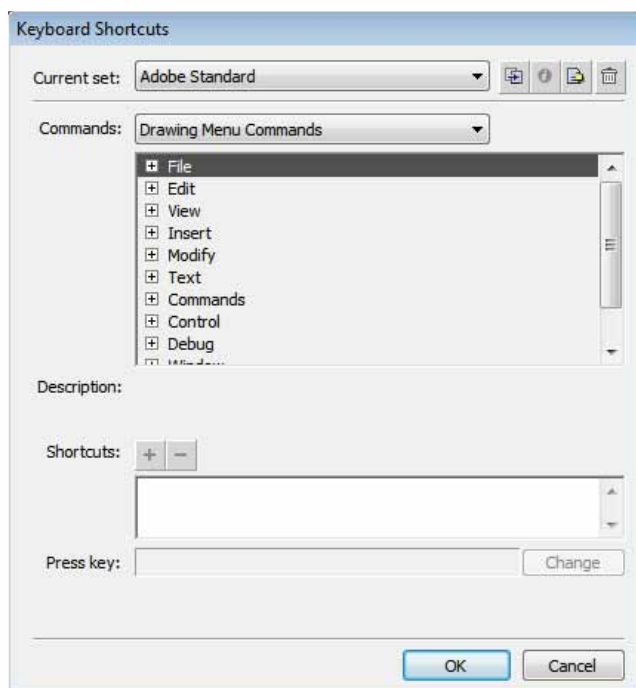 Keyboard Shortcuts
Current set: Adobe Standard
Commands: Drawing Menu Commands
File
Edit
View
Insert
Modify
Text
Commands
Control
Debug
Window
Description:
Shortcuts:
Press key: Change
OK Cancel